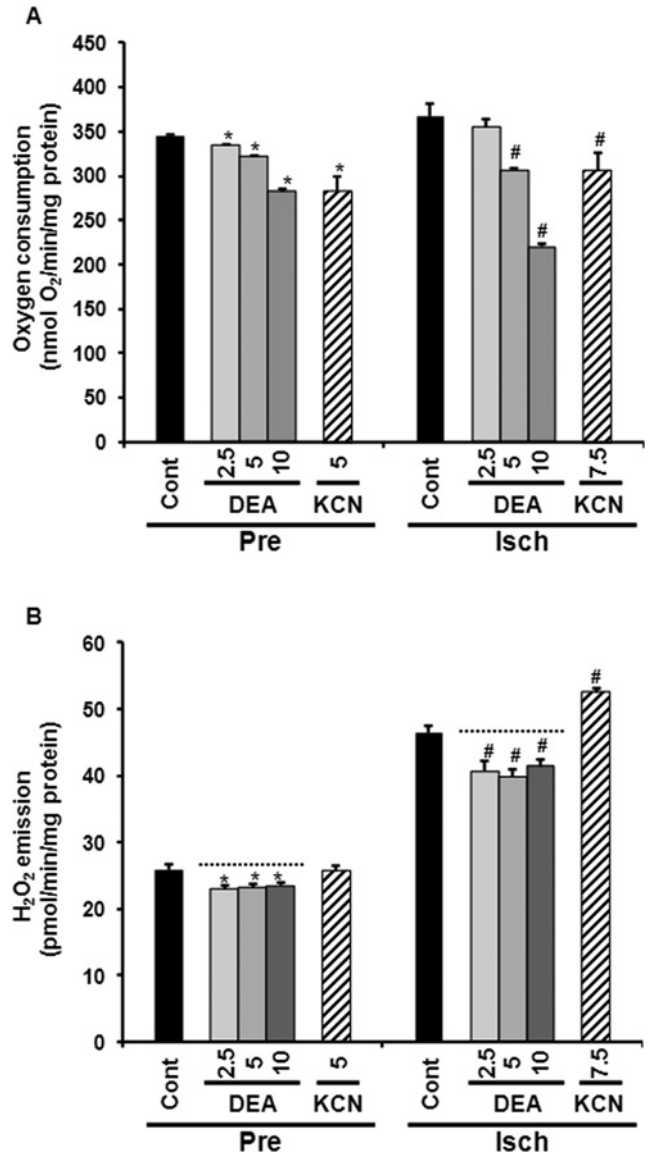 A
Oxygen consumption
(nmol O₂/min/mg protein)
450
400
350
300
250
200
150
100
50
0
* * * *
# # #
Cont 2.5 5 10 5 Cont 2.5 5 10 7.5
DEA KCN DEA KCN
Pre Isch
B
H₂O₂ emission
(pmol/min/mg protein)
60
50
40
30
20
10
0
* * *
# # # #
Cont 2.5 5 10 5 Cont 2.5 5 10 7.5
DEA KCN DEA KCN
Pre Isch